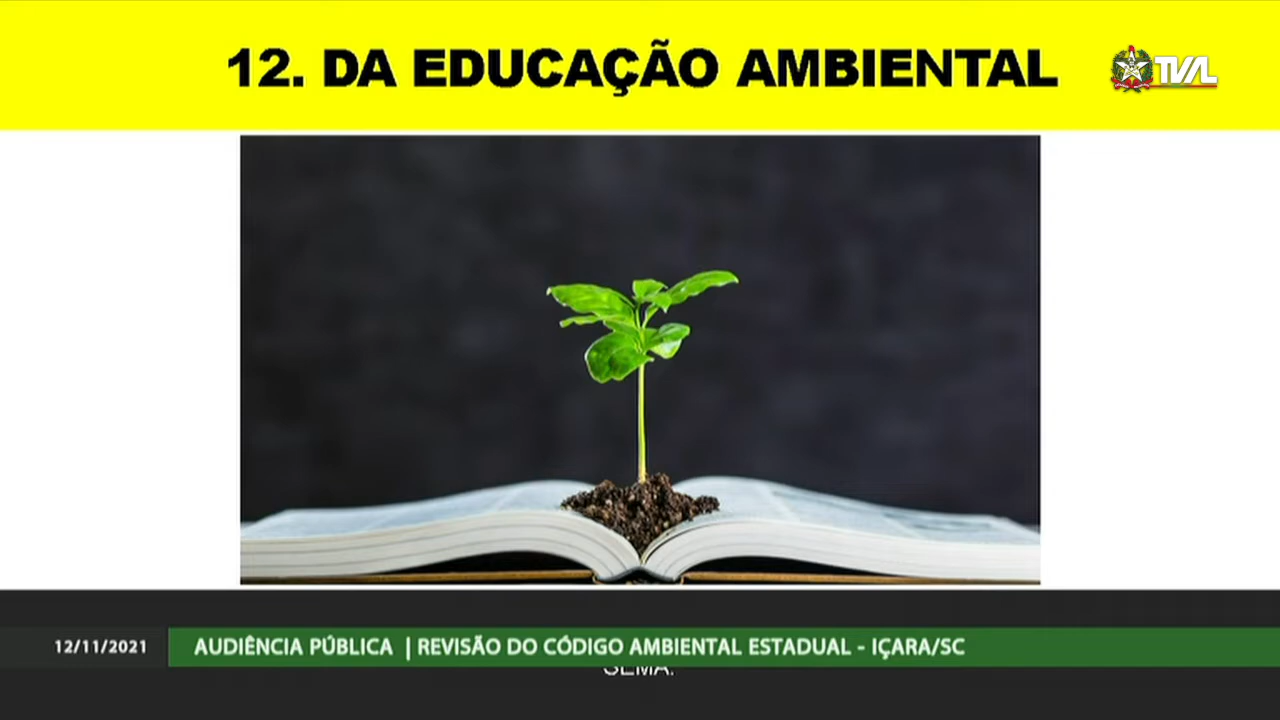 12. DA EDUCAÇÃO AMBIENTAL
TVAL
12/11/2021
AUDIÊNCIA PÚBLICA | REVISÃO DO CÓDIGO AMBIENTAL ESTADUAL - IÇARA/SC
SEMA.